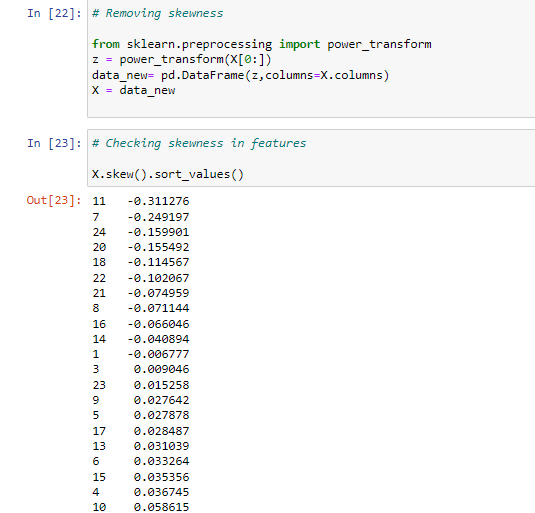 In [22]: # Removing skewness
from sklearn.preprocessing import power_transform
z = power_transform(X[0:])
data_new= pd.DataFrame(z,columns=X.columns)
X = data_new
In [23]: # Checking skewness in features
X.skew().sort_values()
Out[23]: 11 -0.311276
7 -0.249197
24 -0.159901
20 -0.155492
18 -0.114567
22 -0.102067
21 -0.074959
8 -0.071144
16 -0.066046
14 -0.040894
1 -0.006777
3 0.009046
23 0.015258
9 0.027642
5 0.027878
17 0.028487
13 0.031039
6 0.033264
15 0.035356
4 0.036745
10 0.058615